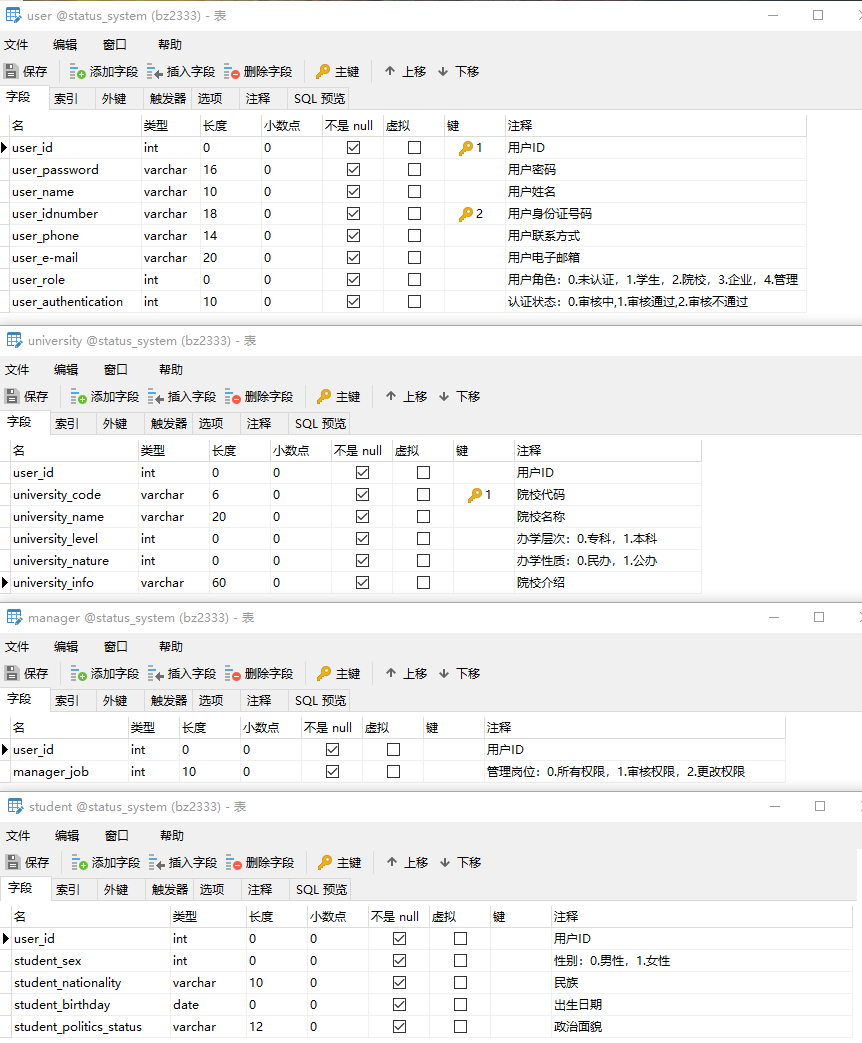 user @status_system (bz2333) - 表
文件 编辑 窗口 帮助
保存 添加字段 插入字段 删除字段 主键 上移 下移
字段 索引 外键 触发器 选项 注释 SQL 预览
名 类型 长度 小数点 不是 null 虚拟 键 注释
user_id int 0 0 1 用户ID
user_password varchar 16 0 用户密码
user_name varchar 10 0 用户姓名
user_idnumber varchar 18 0 2 用户身份证号码
user_phone varchar 14 0 用户联系方式
user_e-mail varchar 20 0 用户电子邮箱
user_role int 0 0 用户角色：0.未认证，1.学生，2.院校，3.企业，4.管理
user_authentication int 10 0 认证状态：0.审核中,1.审核通过,2.审核不通过
university @status_system (bz2333) - 表
文件 编辑 窗口 帮助
保存 添加字段 插入字段 删除字段 主键 上移 下移
字段 索引 外键 触发器 选项 注释 SQL 预览
名 类型 长度 小数点 不是 null 虚拟 键 注释
user_id int 0 0 用户ID
university_code varchar 6 0 1 院校代码
university_name varchar 20 0 院校名称
university_level int 0 0 办学层次：0.专科，1.本科
university_nature int 0 0 办学性质：0.民办，1.公办
university_info varchar 60 0 院校介绍
manager @status_system (bz2333) - 表
文件 编辑 窗口 帮助
保存 添加字段 插入字段 删除字段 主键 上移 下移
字段 索引 外键 触发器 选项 注释 SQL 预览
名 类型 长度 小数点 不是 null 虚拟 键 注释
user_id int 0 0 用户ID
manager_job int 10 0 管理岗位：0.所有权限，1.审核权限，2.更改权限
student @status_system (bz2333) - 表
文件 编辑 窗口 帮助
保存 添加字段 插入字段 删除字段 主键 上移 下移
字段 索引 外键 触发器 选项 注释 SQL 预览
名 类型 长度 小数点 不是 null 虚拟 键 注释
user_id int 0 0 用户ID
student_sex int 0 0 性别：0.男性，1.女性
student_nationality varchar 10 0 民族
student_birthday date 0 0 出生日期
student_politics_status varchar 12 0 政治面貌